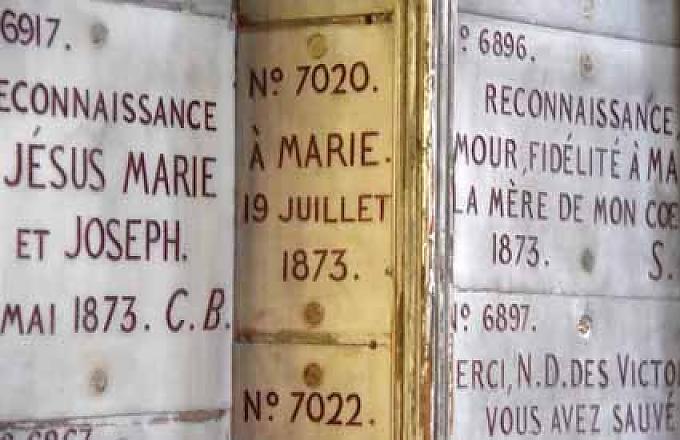 6917.
ECONNAISSANCE
JÉSUS MARIE
ET JOSEPH.
MAI 1873. C.B.
Nº 7020.
À MARIE.
19 JUILLET
1873.
Nº 7022.
º 6896.
RECONNAISSANCE,
MOUR, FIDÉLITÉ À MA
LA MÈRE DE MON COE
1873. S.
Nº 6897.
ERCI, N.D. DES VICTO
VOUS AVEZ SAUVÉ